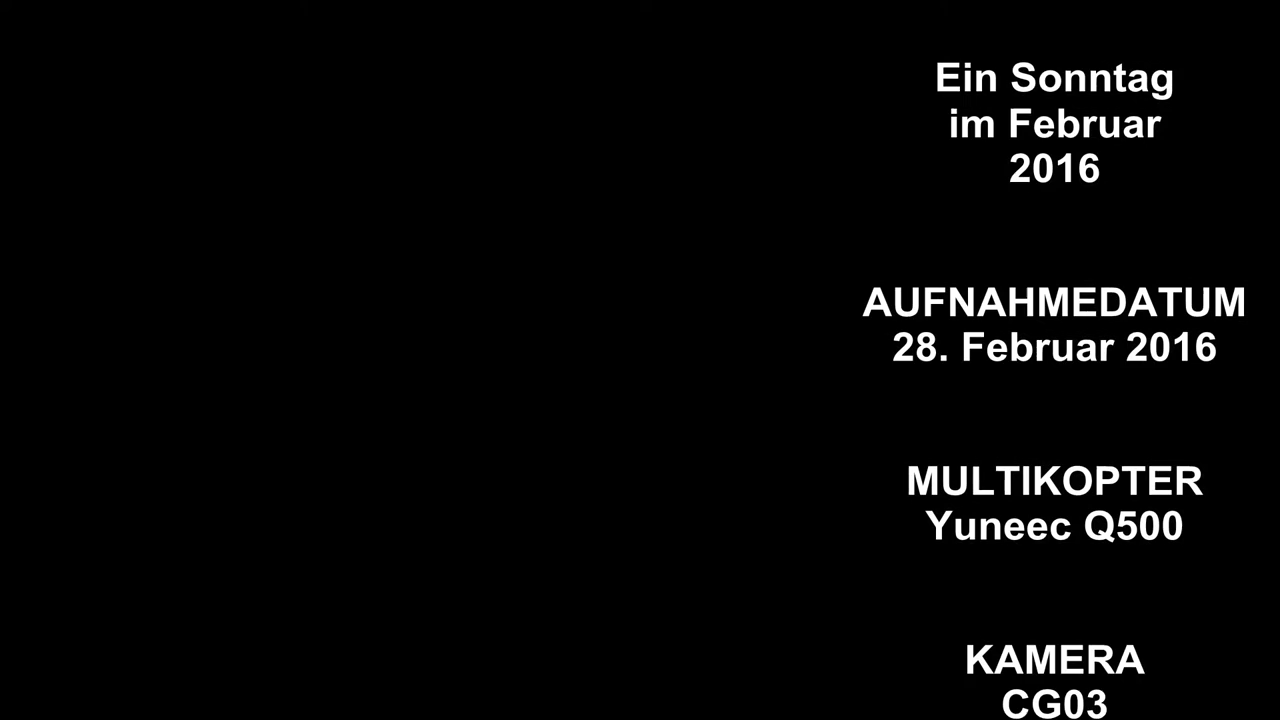 Ein Sonntag
im Februar
2016
AUFNAHMEDATUM
28. Februar 2016
MULTIKOPTER
Yuneec Q500
KAMERA
CG03